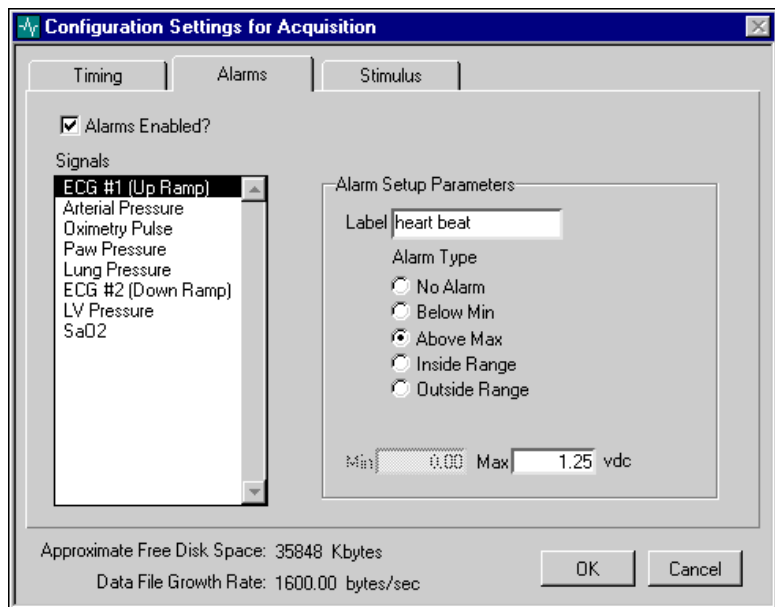 Configuration Settings for Acquisition
Timing Alarms Stimulus
Alarms Enabled?
Signals
ECG #1 (Up Ramp)
Arterial Pressure
Oximetry Pulse
Paw Pressure
Lung Pressure
ECG #2 (Down Ramp)
LV Pressure
SaO2
Alarm Setup Parameters
Label heart beat
Alarm Type
No Alarm
Below Min
Above Max
Inside Range
Outside Range
Min 0.00 Max 1.25 vdc
Approximate Free Disk Space: 35848 Kbytes
Data File Growth Rate: 1600.00 bytes/sec
OK Cancel